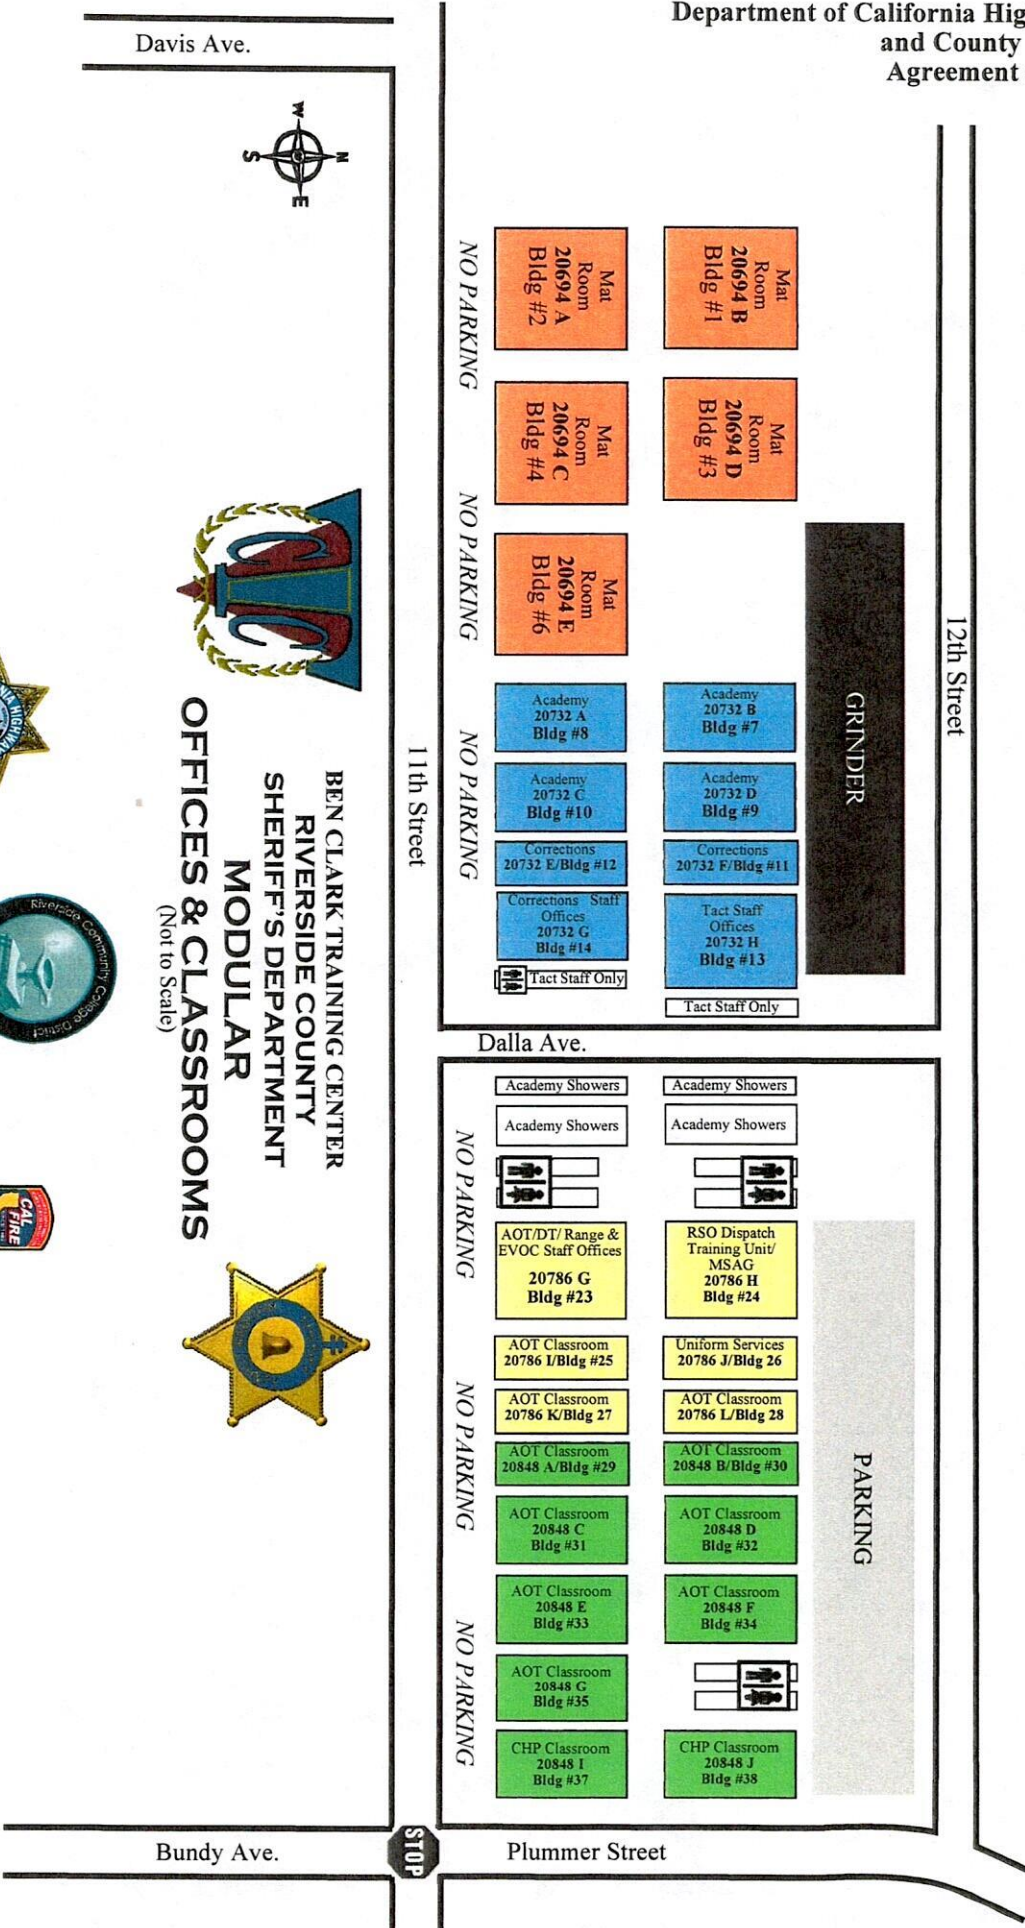 Department of California Hig
and County
Agreement
Davis Ave.
W
N
S
E
12th Street
Mat
Room
20694 B
Bldg #1
Mat
Room
20694 A
Bldg #2
NO PARKING
Mat
Room
20694 D
Bldg #3
Mat
Room
20694 C
Bldg #4
NO PARKING
Mat
Room
20694 E
Bldg #6
GRINDER
Academy
20732 B
Bldg #7
Academy
20732 A
Bldg #8
NO PARKING
Academy
20732 D
Bldg #9
Academy
20732 C
Bldg #10
Corrections
20732 F/Bldg #11
Corrections
20732 E/Bldg #12
Tact Staff
Offices
20732 H
Bldg #13
Corrections Staff
Offices
20732 G
Bldg #14
Tact Staff Only
Tact Staff Only
11th Street
Dalla Ave.
Academy Showers
Academy Showers
Academy Showers
Academy Showers
NO PARKING
AOT/DT/ Range &
EVOC Staff Offices
20786 G
Bldg #23
RSO Dispatch
Training Unit/
MSAG
20786 H
Bldg #24
AOT Classroom
20786 I/Bldg #25
Uniform Services
20786 J/Bldg 26
AOT Classroom
20786 K/Bldg 27
AOT Classroom
20786 L/Bldg 28
NO PARKING
AOT Classroom
20848 A/Bldg #29
AOT Classroom
20848 B/Bldg #30
PARKING
AOT Classroom
20848 C
Bldg #31
AOT Classroom
20848 D
Bldg #32
AOT Classroom
20848 E
Bldg #33
AOT Classroom
20848 F
Bldg #34
NO PARKING
AOT Classroom
20848 G
Bldg #35
CHP Classroom
20848 I
Bldg #37
CHP Classroom
20848 J
Bldg #38
BEN CLARK TRAINING CENTER
RIVERSIDE COUNTY
SHERIFF'S DEPARTMENT
MODULAR
OFFICES & CLASSROOMS
(Not to Scale)
C C
NIA HIGHWA
Riverside Community College District
CAL
FIRE
Bundy Ave.
STOP
Plummer Street